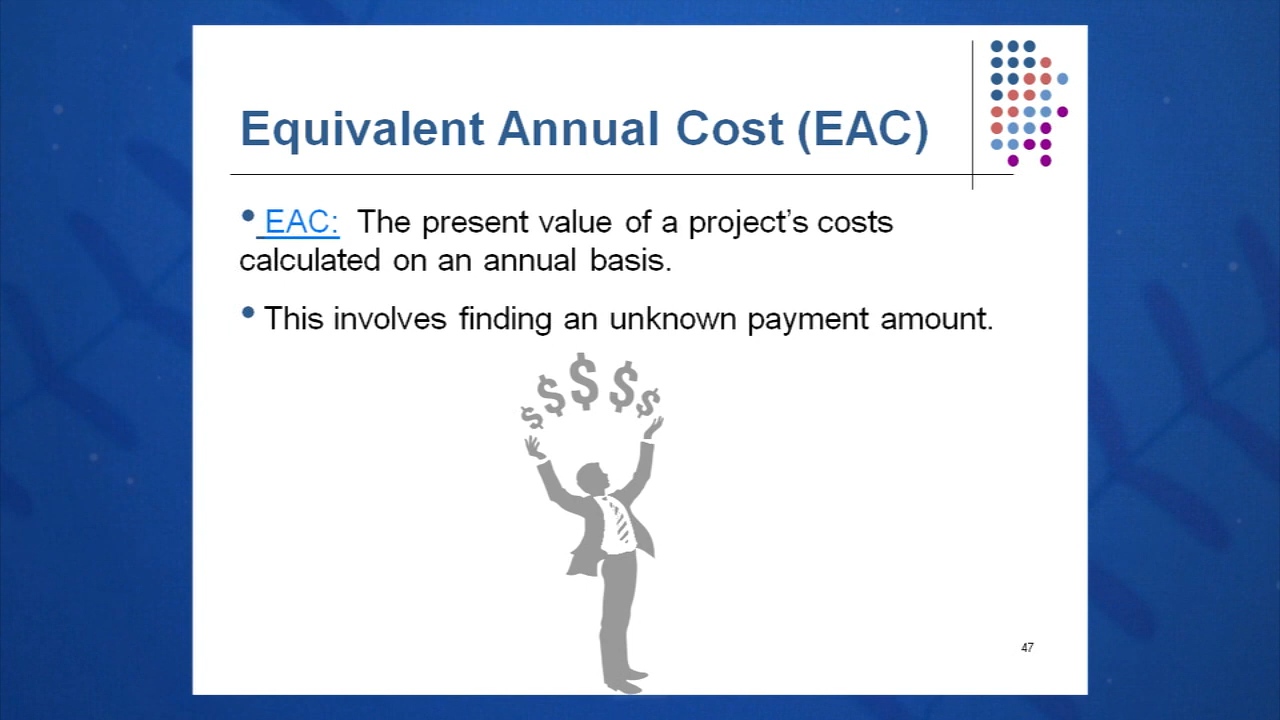 Equivalent Annual Cost (EAC)
• EAC: The present value of a project’s costs
calculated on an annual basis.
• This involves finding an unknown payment amount.
$ $ $ $ $
47